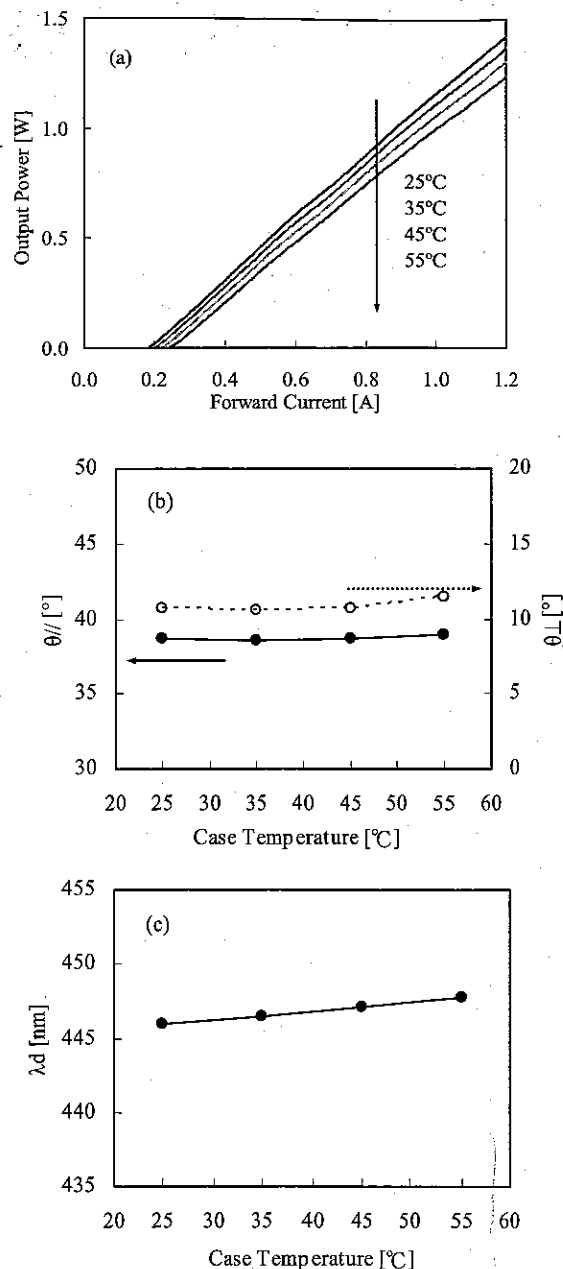 1.5
(a)
Output Power [W]
1.0
25°C
35°C
45°C
55°C
0.5
0.0
0.0 0.2 0.4 0.6 0.8 1.0 1.2
Forward Current [A]
50 20
(b)
45 15
θ// [°]
40 10
θ⊥ [°]
35 5
30 0
20 25 30 35 40 45 50 55 60
Case Temperature [℃]
455
(c)
450
λd [nm]
445
440
435
20 25 30 35 40 45 50 55 60
Case Temperature [℃]